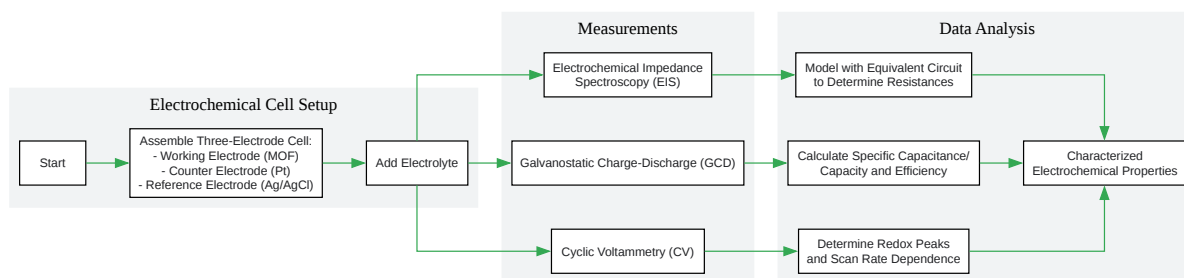 Electrochemical Cell Setup
Start
Assemble Three-Electrode Cell:
- Working Electrode (MOF)
- Counter Electrode (Pt)
- Reference Electrode (Ag/AgCl)
Add Electrolyte
Measurements
Electrochemical Impedance
Spectroscopy (EIS)
Galvanostatic Charge-Discharge (GCD)
Cyclic Voltammetry (CV)
Data Analysis
Model with Equivalent Circuit
to Determine Resistances
Calculate Specific Capacitance/
Capacity and Efficiency
Determine Redox Peaks
and Scan Rate Dependence
Characterized
Electrochemical Properties